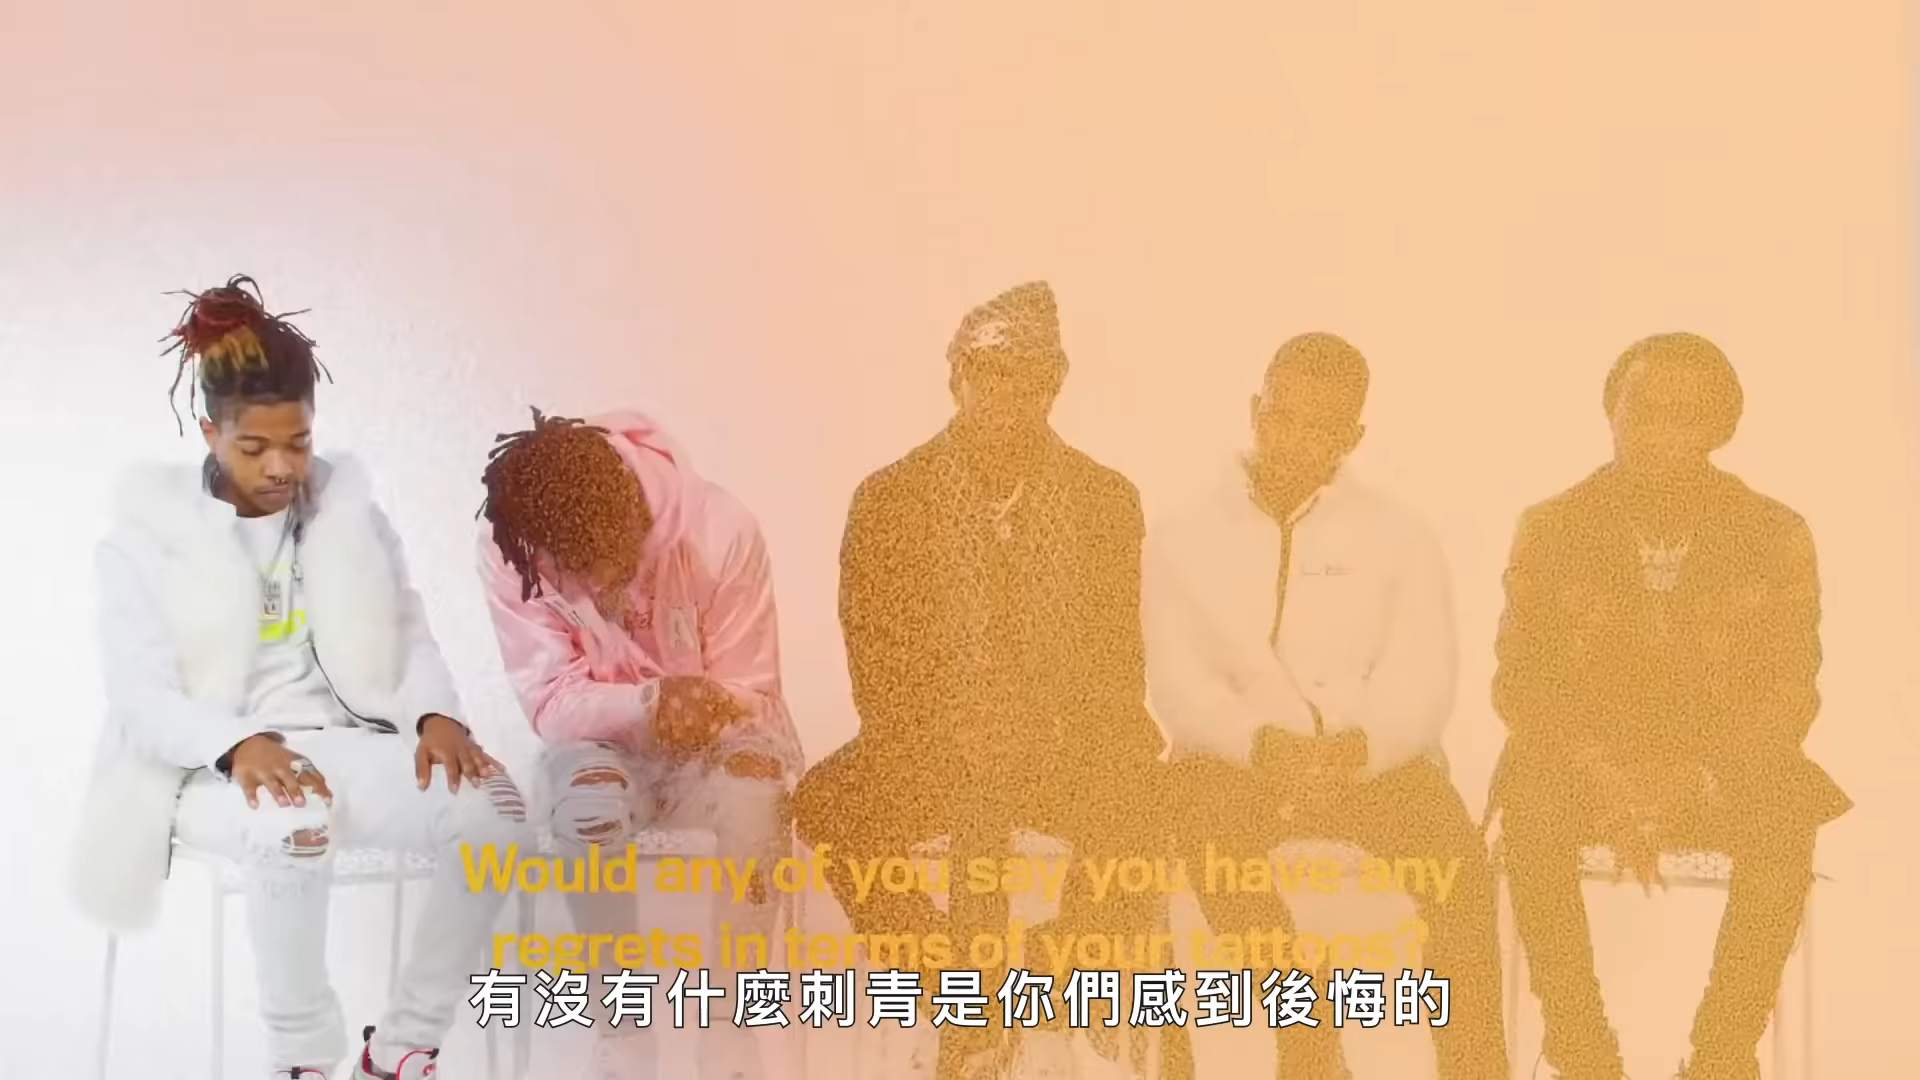 Would any of you say you have any
regrets in terms of your tattoos?
有沒有什麼刺青是你們感到後悔的